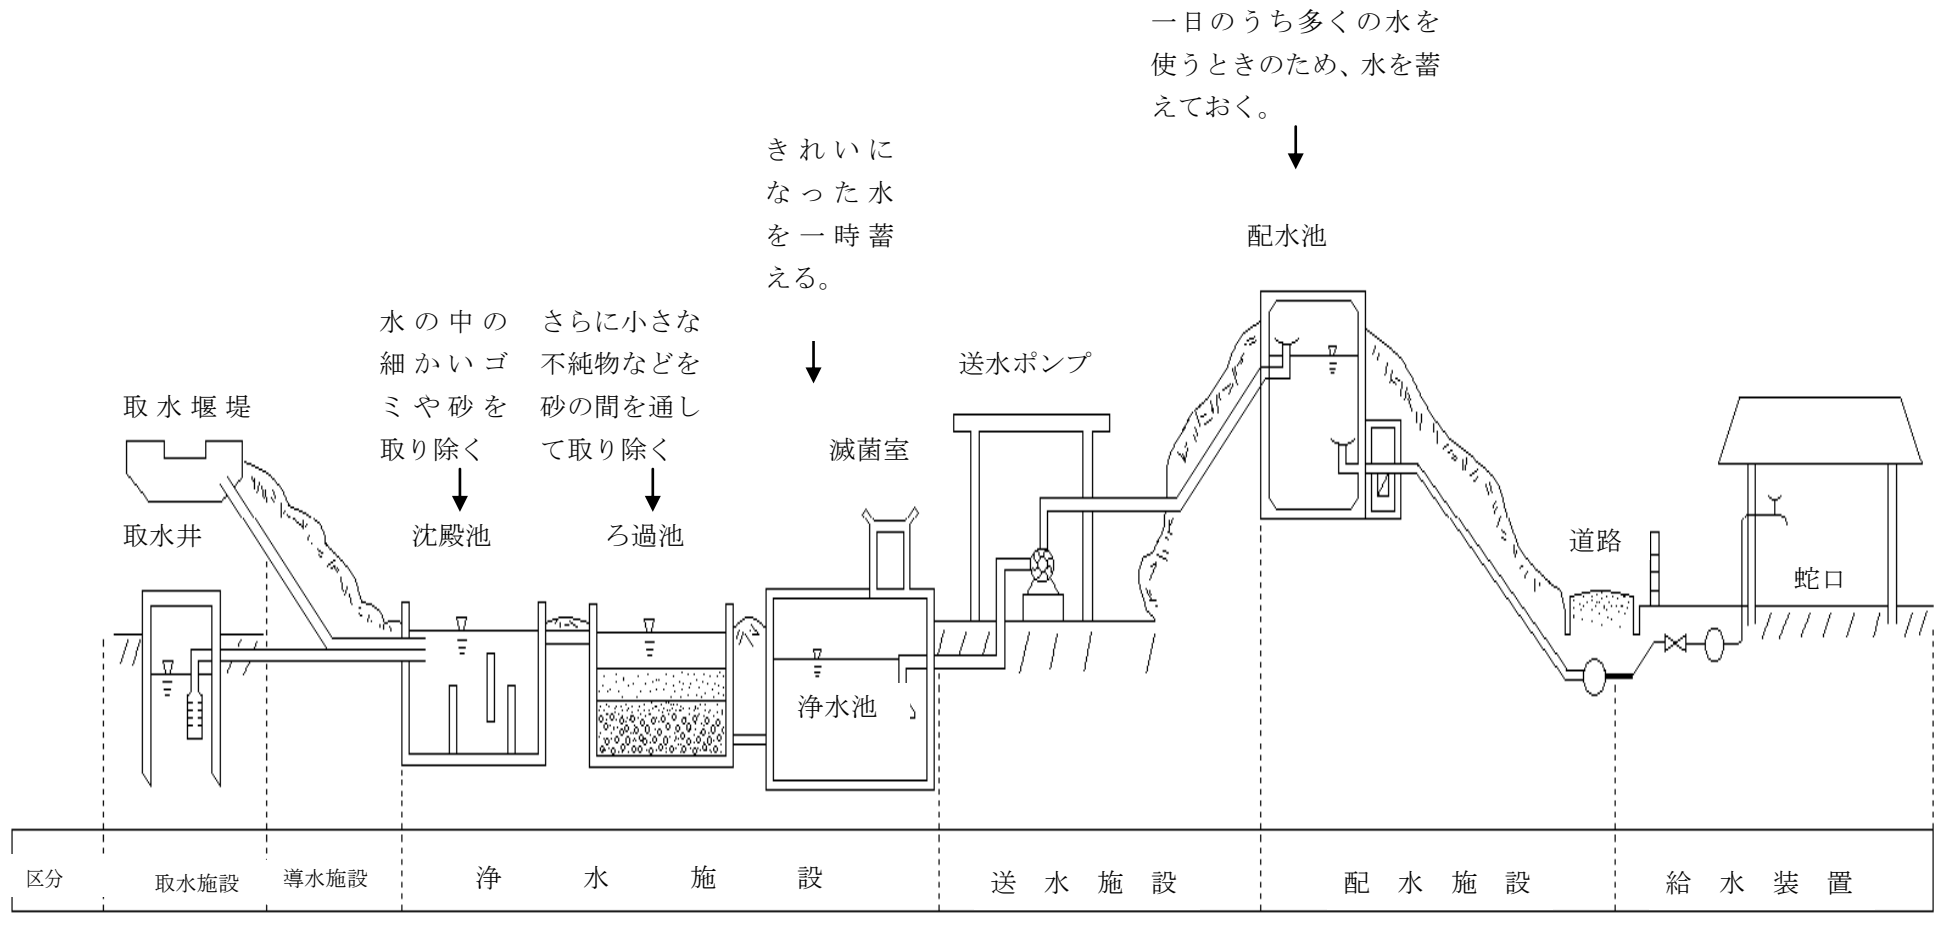 一日のうち多くの水を
使うときのため、水を蓄
えておく。
きれいに
なった水
を一時蓄
える。
配水池
水の中の
細かいゴ
ミや砂を
取り除く
さらに小さな
不純物などを
砂の間を通し
て取り除く
送水ポンプ
取水堰堤
滅菌室
取水井
沈殿池
ろ過池
道路
蛇口
浄水池
区分
取水施設
導水施設
浄水施設
送水施設
配水施設
給水装置